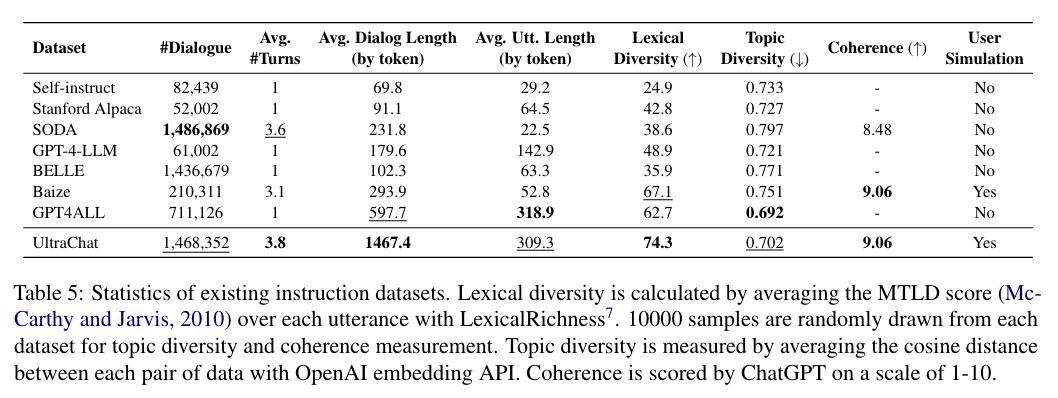 Dataset #Dialogue Avg. #Turns Avg. Dialog Length (by token) Avg. Utt. Length (by token) Lexical Diversity (↑) Topic Diversity (↓) Coherence (↑) User Simulation
Self-instruct 82,439 1 69.8 29.2 24.9 0.733 - No
Stanford Alpaca 52,002 1 91.1 64.5 42.8 0.727 - No
SODA 1,486,869 3.6 231.8 22.5 38.6 0.797 8.48 No
GPT-4-LLM 61,002 1 179.6 142.9 48.9 0.721 - No
BELLE 1,436,679 1 102.3 63.3 35.9 0.771 - No
Baize 210,311 3.1 293.9 52.8 67.1 0.751 9.06 Yes
GPT4ALL 711,126 1 597.7 318.9 62.7 0.692 - No
UltraChat 1,468,352 3.8 1467.4 309.3 74.3 0.702 9.06 Yes
Table 5: Statistics of existing instruction datasets. Lexical diversity is calculated by averaging the MTLD score (Mc-
Carthy and Jarvis, 2010) over each utterance with LexicalRichness7. 10000 samples are randomly drawn from each
dataset for topic diversity and coherence measurement. Topic diversity is measured by averaging the cosine distance
between each pair of data with OpenAI embedding API. Coherence is scored by ChatGPT on a scale of 1-10.